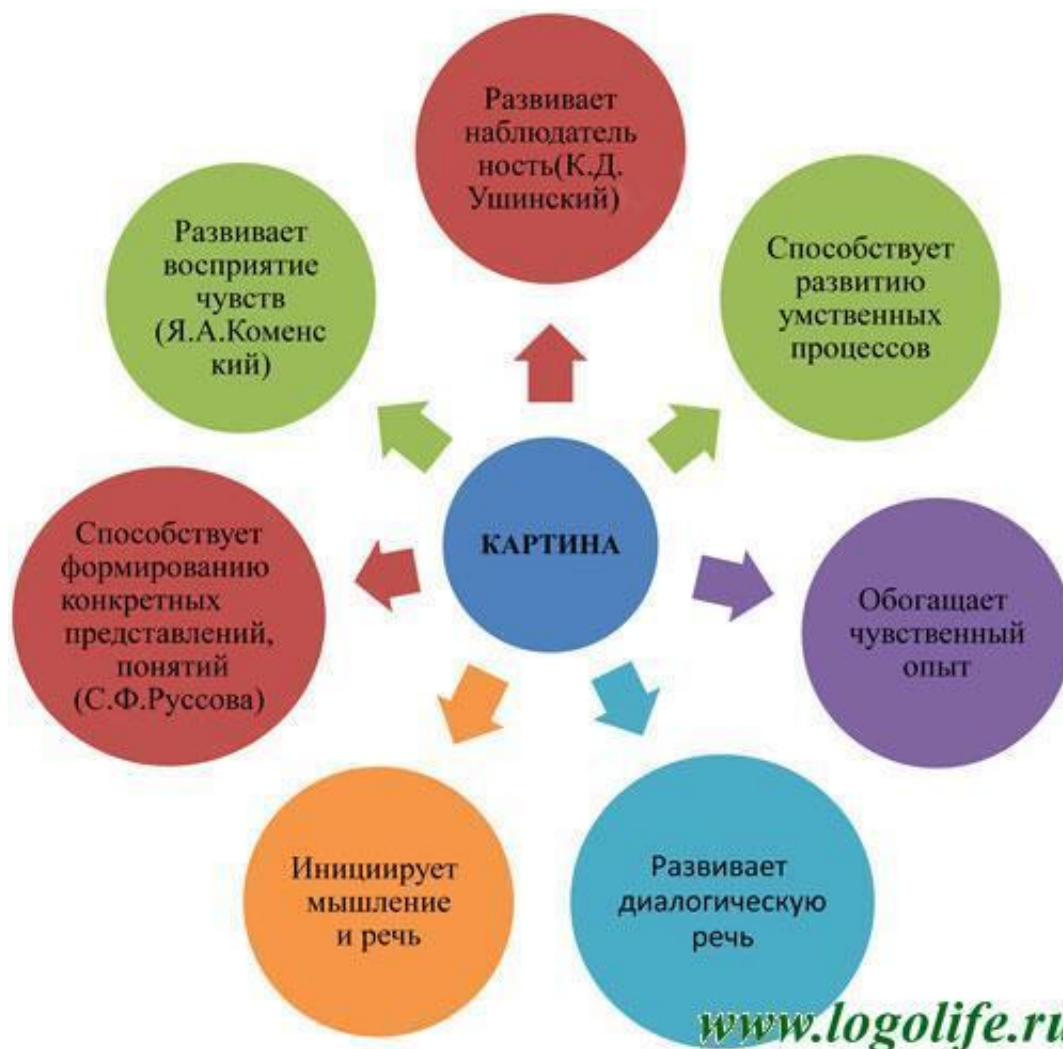 Развивает
наблюдатель
ность(К.Д.
Ушинский)
Способствует
развитию
умственных
процессов
Обогащает
чувственный
опыт
Развивает
диалогическую
речь
Инициирует
мышление
и речь
Способствует
формированию
конкретных
представлений,
понятий
(С.Ф.Руссова)
Развивает
восприятие
чувств
(Я.А.Коменс
кий)
КАРТИНА
www.logolife.ru